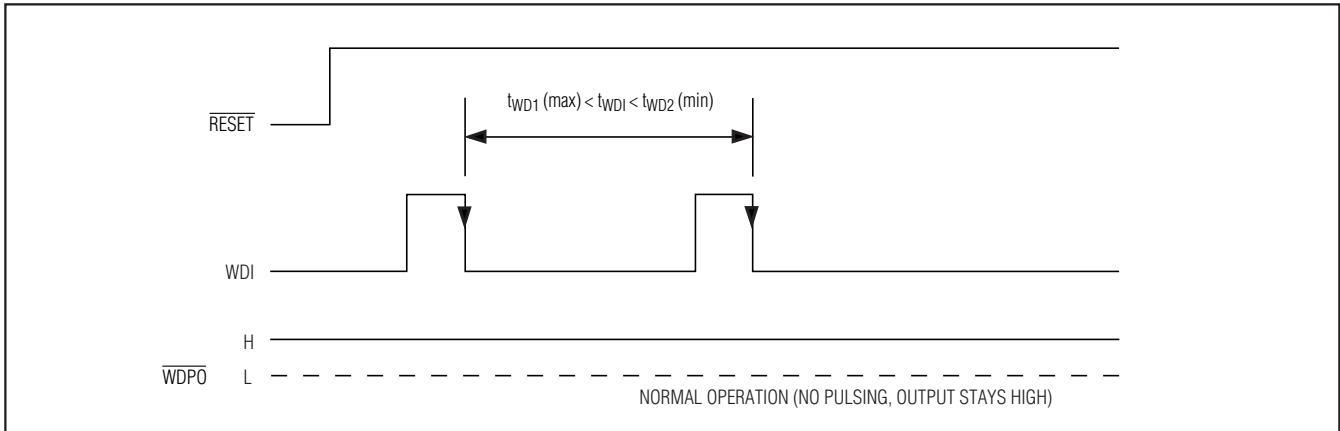 RESET
tWD1 (max) < tWDI < tWD2 (min)
WDI
H
WDPO L
NORMAL OPERATION (NO PULSING, OUTPUT STAYS HIGH)